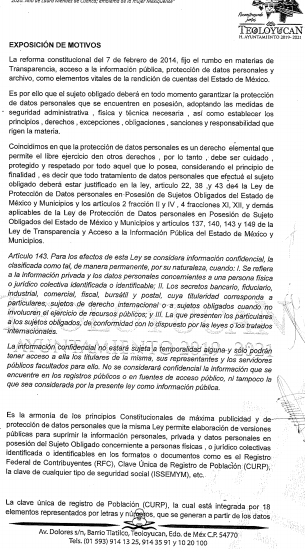 2020. "Año de Laura Méndez de Cuenca; emblema de la mujer Mexiquense"
TEOLOYUCAN
H. AYUNTAMIENTO 2019-2021
EXPOSICIÓN DE MOTIVOS
La reforma constitucional del 7 de febrero de 2014, fijo el rumbo en materias de
Transparencia, acceso a la información pública, protección de datos personales y
archivo, como elementos vitales de la rendición de cuentas del Estado de México.
Es por ello que el sujeto obligado deberá en todo momento garantizar la protección
de datos personales que se encuentren en posesión, adoptando las medidas de
seguridad administrativa , física y técnica necesaria , así como establecer los
principios , derechos , excepciones , obligaciones, sanciones y responsabilidad que
rigen la materia.
Coincidimos en que la protección de datos personales es un derecho elemental que
permite el libre ejercicio den otros derechos , por lo tanto , debe ser cuidado ,
protegido y respetado por todo aquel que lo posea, considerando el principio de
finalidad , es decir que todo tratamiento de datos personales que efectué el sujeto
obligado deberá estar justificado en la ley, artículo 22, 38 ,y 43 de4 la Ley de
Protección de Datos personales en Posesión de Sujetos Obligados del Estado de
México y Municipios y los artículos 2 fracción II y IV , 4 fracciones XI, XII, y demás
aplicables de la Ley de Protección de Datos personales en Posesión de Sujeto
Obligados del Estado de México y Municipios y artículos 137, 140, 143 y 149 de la
Ley de Transparencia y Acceso a la Información Pública del Estado de México y
Municipios.
Artículo 143. Para los efectos de esta Ley se considera información confidencial, la
clasificada como tal, de manera permanente, por su naturaleza, cuando: I. Se refiera
a la información privada y los datos personales concernientes a una persona física
o jurídico colectiva identificada o identificable; II. Los secretos bancario, fiduciario,
industrial, comercial, fiscal, bursátil y postal, cuya titularidad corresponda a
particulares, sujetos de derecho internacional o a sujetos obligados cuando no
involucren el ejercicio de recursos públicos; y III. La que presenten los particulares
a los sujetos obligados, de conformidad con lo dispuesto por las leyes o los tratados
internacionales.
La información confidencial no estará sujeta a temporalidad alguna y sólo podrán
tener acceso a ella los titulares de la misma, sus representantes y los servidores
públicos facultados para ello. No se considerará confidencial la información que se
encuentre en los registros públicos o en fuentes de acceso público, ni tampoco la
que sea considerada por la presente ley como información pública.
Es la armonía de los principios Constitucionales de máxima publicidad y de
protección de datos personales que la misma Ley permite elaboración de versiones
públicas para suprimir la información personales, privada y datos personales en
posesión del Sujeto Obligado concerniente a personas físicas , o jurídico colectivas
identificada o identificables en los formatos o documentos como es el Registro
Federal de Contribuyentes (RFC), Clave Única de Registro de Población (CURP),
la clave de cualquier tipo de seguridad social (ISSEMYM), etc.
La clave única de registro de Población (CURP), la cual está integrada por 18
elementos representados por letras y números, que se generan a partir de los datos
Av. Dolores s/n, Barrio Tlatilco, Teoloyucan, Edo. de Méx C.P. 54770
Tels. (01 593) 914 13 25, 914 35 91 y 10 20 100